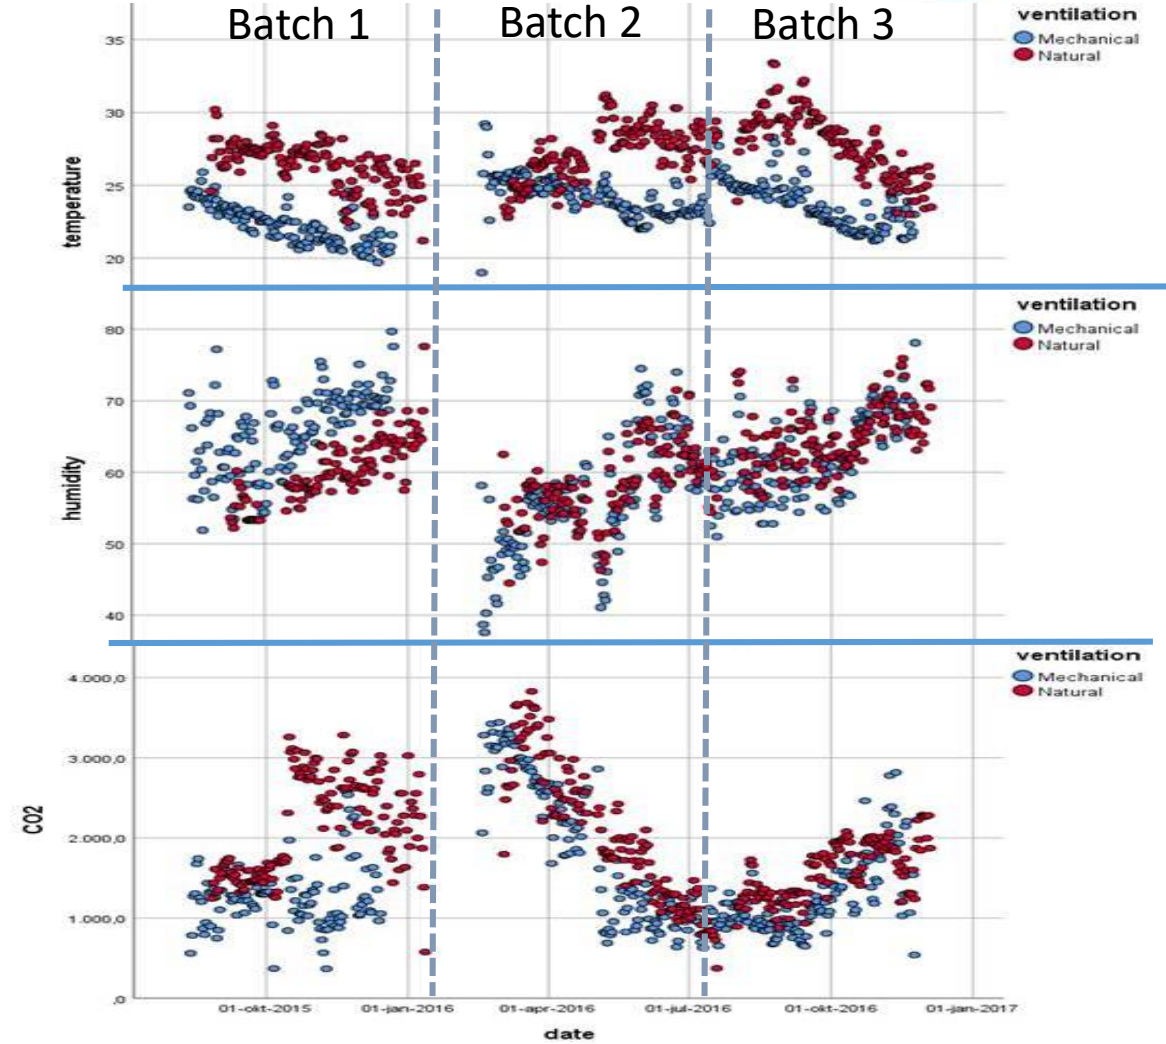 Batch 1 Batch 2 Batch 3
ventilation
Mechanical
Natural
35
30
25
20
temperature
ventilation
Mechanical
Natural
80
70
60
50
40
humidity
ventilation
Mechanical
Natural
4.000,0
3.000,0
2.000,0
1.000,0
,0
CO2
01-okt-2015 01-jan-2016 01-apr-2016 01-jul-2016 01-okt-2016 01-jan-2017
date